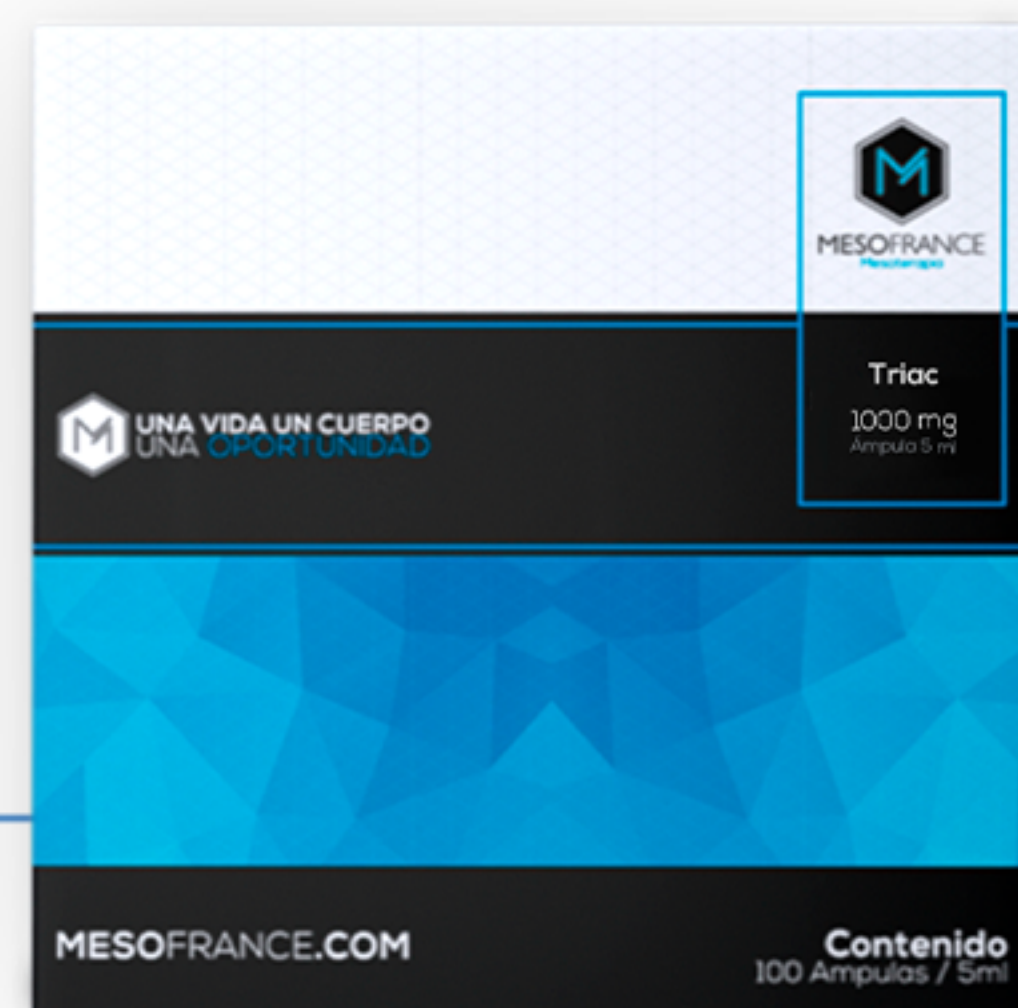 MESOFRANCE
Mesoterapia
Triac
1000 mg
Ámpula 5 ml
UNA VIDA UN CUERPO
UNA OPORTUNIDAD
MESOFRANCE.COM
Contenido
100 Ampulas / 5ml